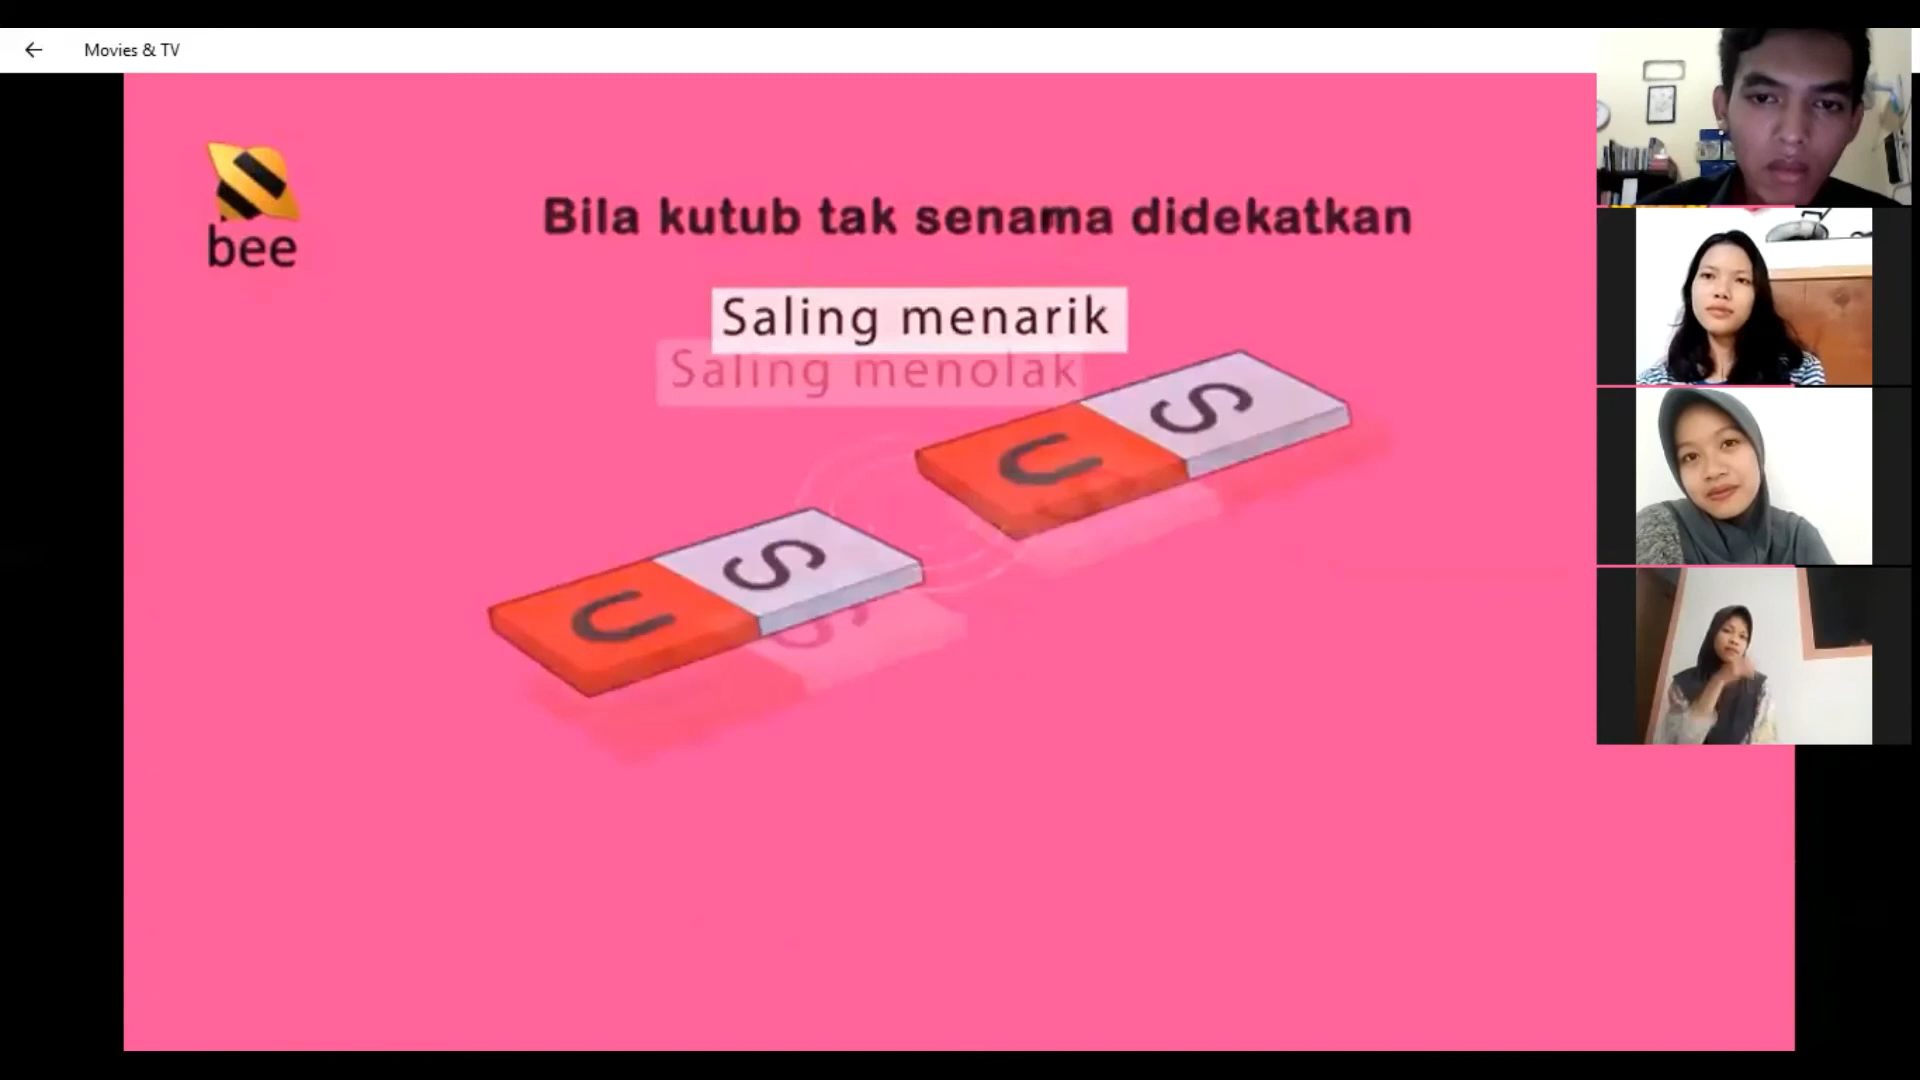 Movies & TV
bee
Bila kutub tak senama didekatkan
Saling menarik
Saling menolak
U S
U S